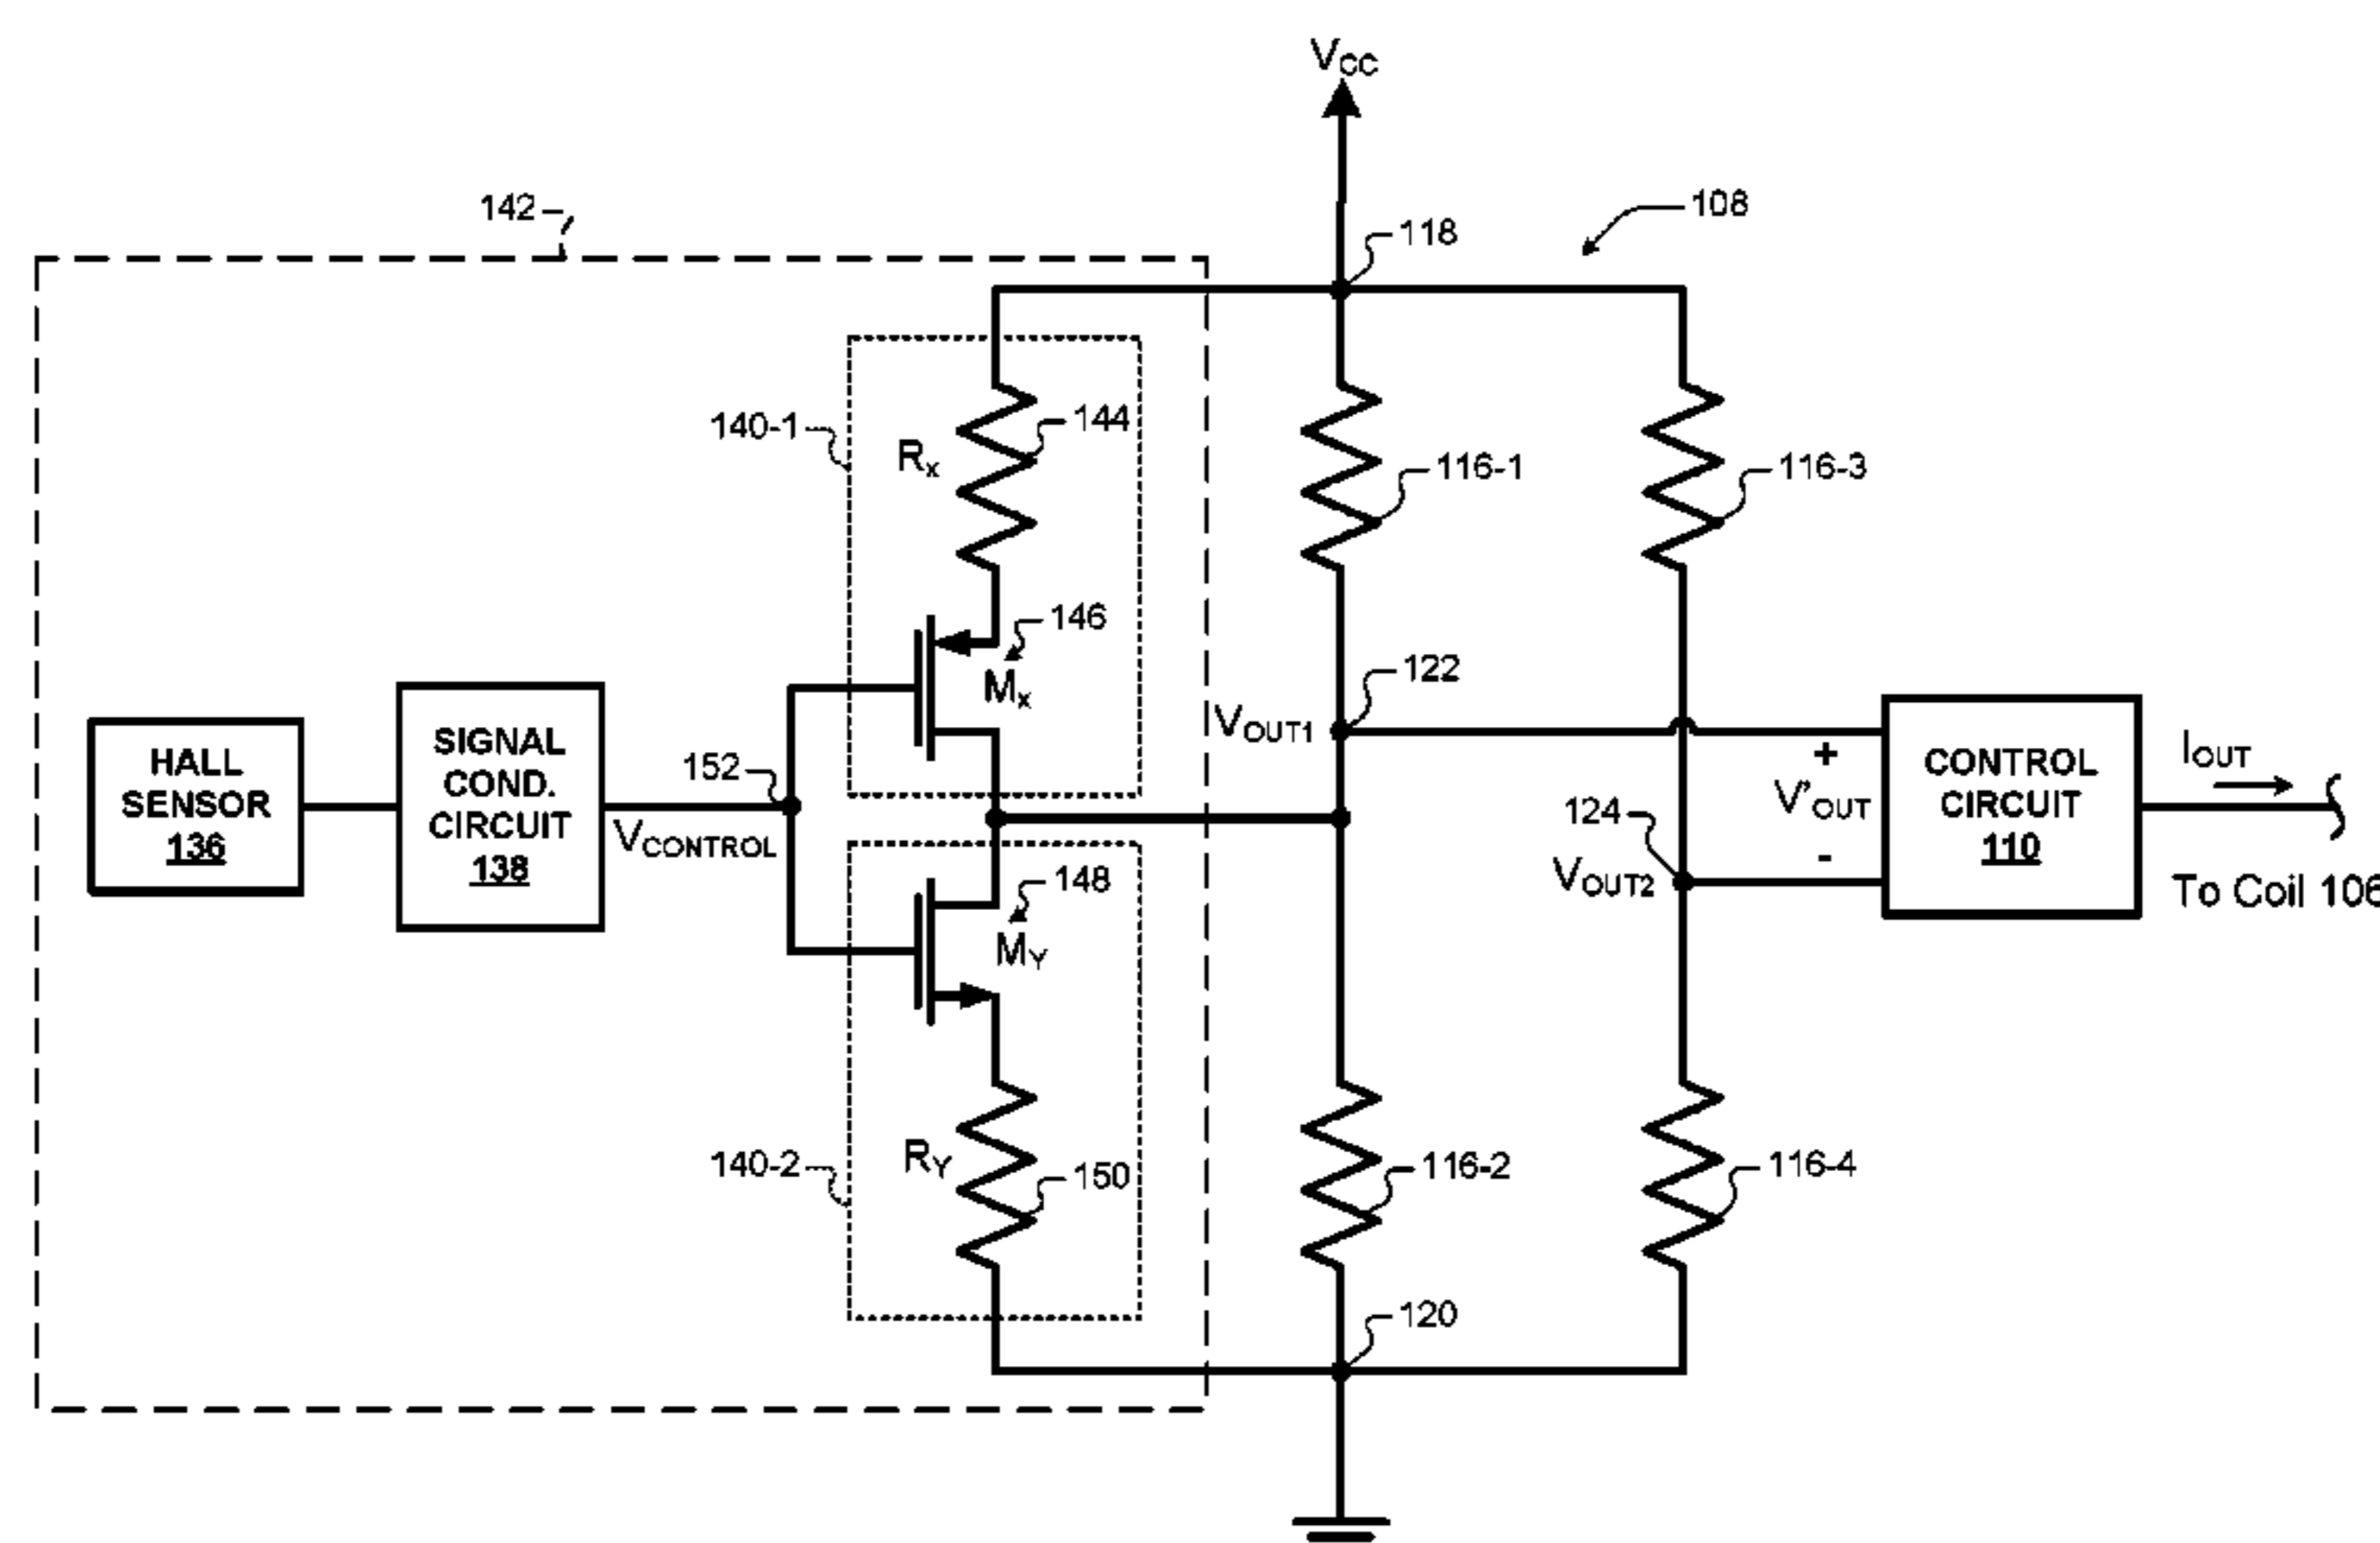 VCC
108
142
118
140-1
RX
144
116-1
116-3
146
MX
122
VOUT1
HALL
SENSOR
136
SIGNAL
COND.
CIRCUIT
138
152
VCONTROL
+
V'OUT
-
124
VOUT2
CONTROL
CIRCUIT
110
IOUT
To Coil 106
148
MY
140-2
RY
150
116-2
116-4
120